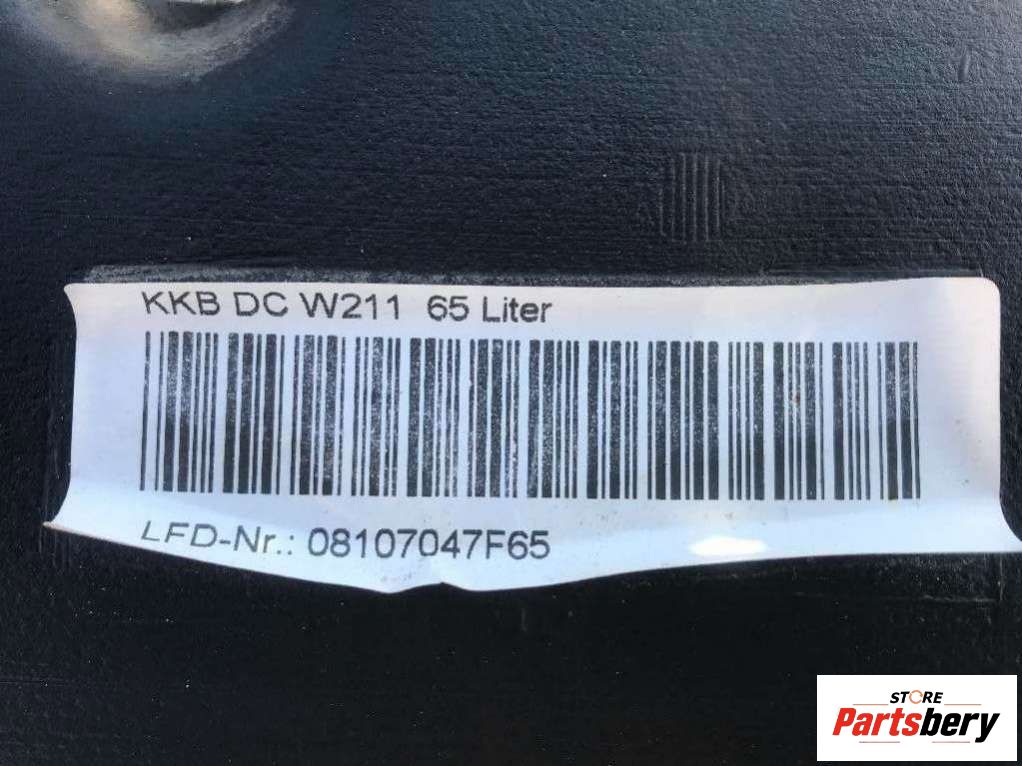 KKB DC W211 65 Liter
LFD-Nr.: 08107047F65
STORE
Partsbery